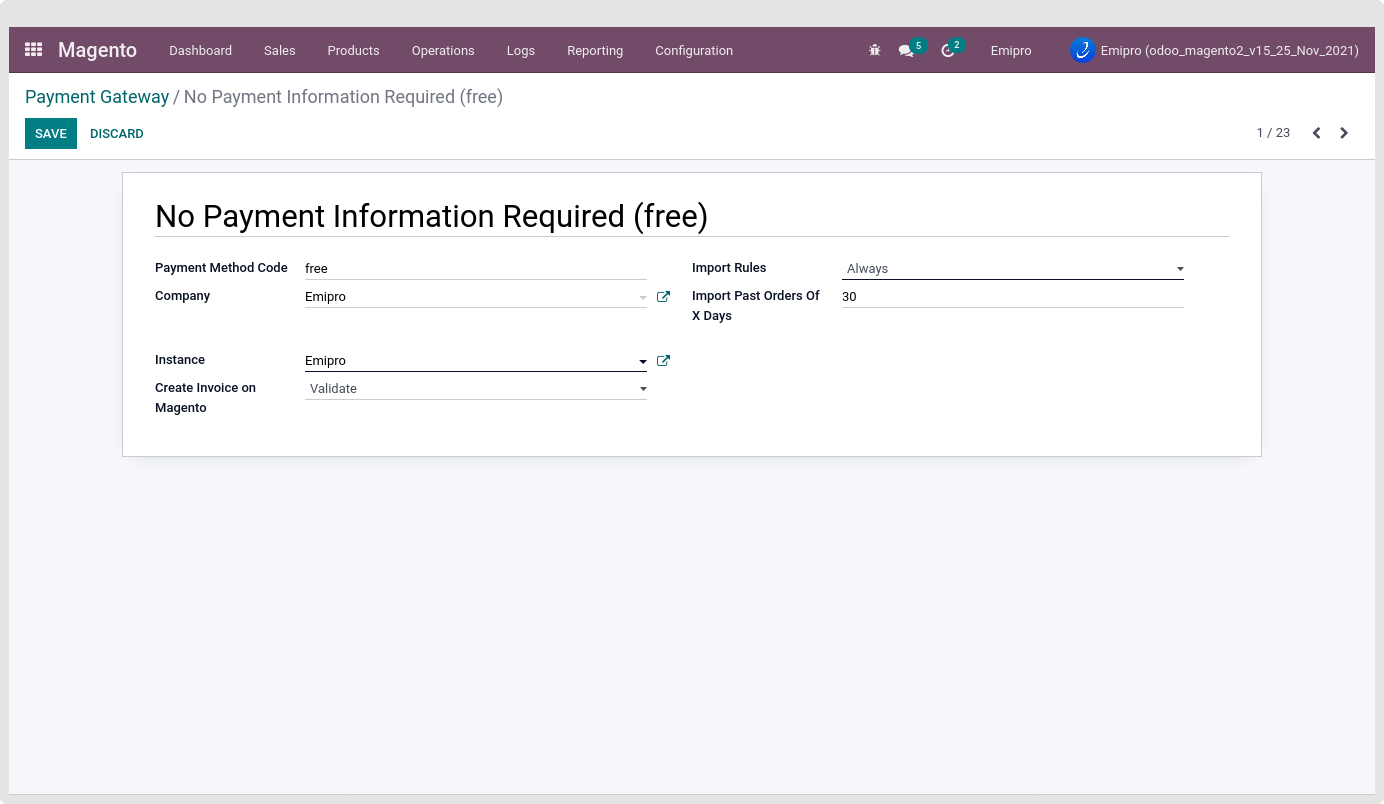 Magento Dashboard Sales Products Operations Logs Reporting Configuration 5 2 Emipro Emipro (odoo_magento2_v15_25_Nov_2021)
Payment Gateway / No Payment Information Required (free)
SAVE DISCARD 1 / 23
No Payment Information Required (free)
Payment Method Code free
Company Emipro
Instance Emipro
Create Invoice on Validate
Magento
Import Rules Always
Import Past Orders Of 30
X Days